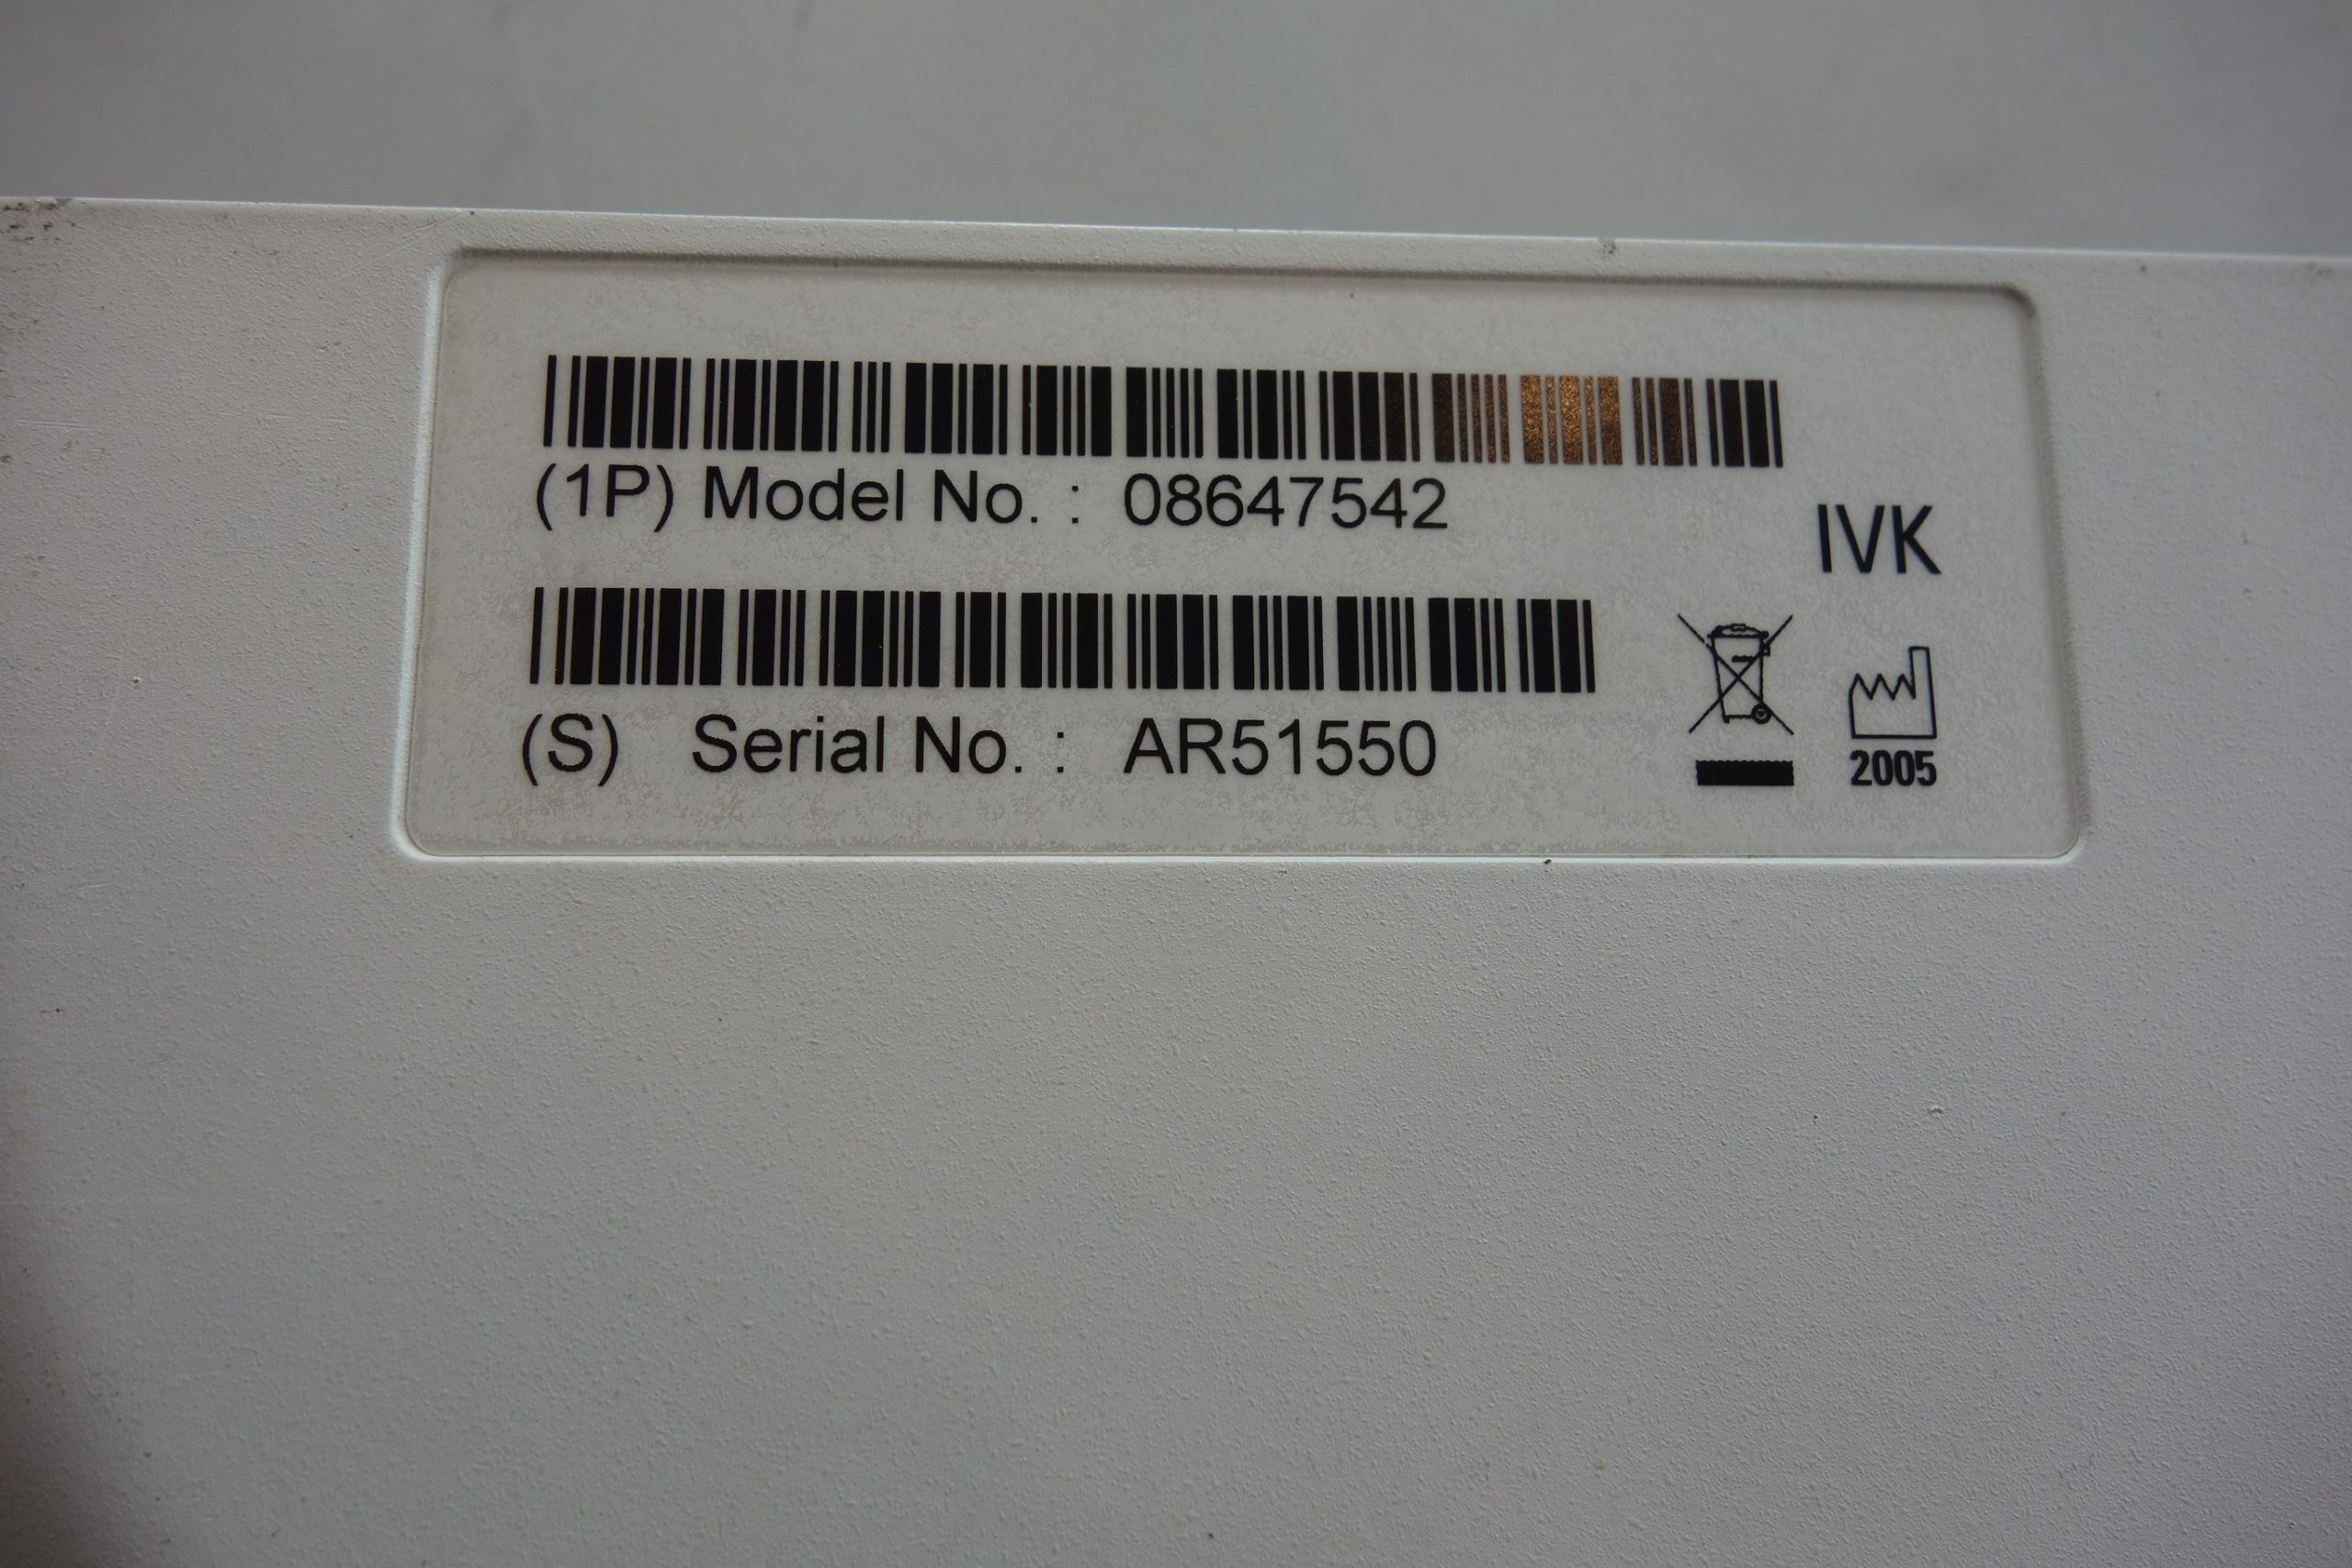 (1P) Model No. : 08647542
IVK
(S) Serial No. : AR51550
2005